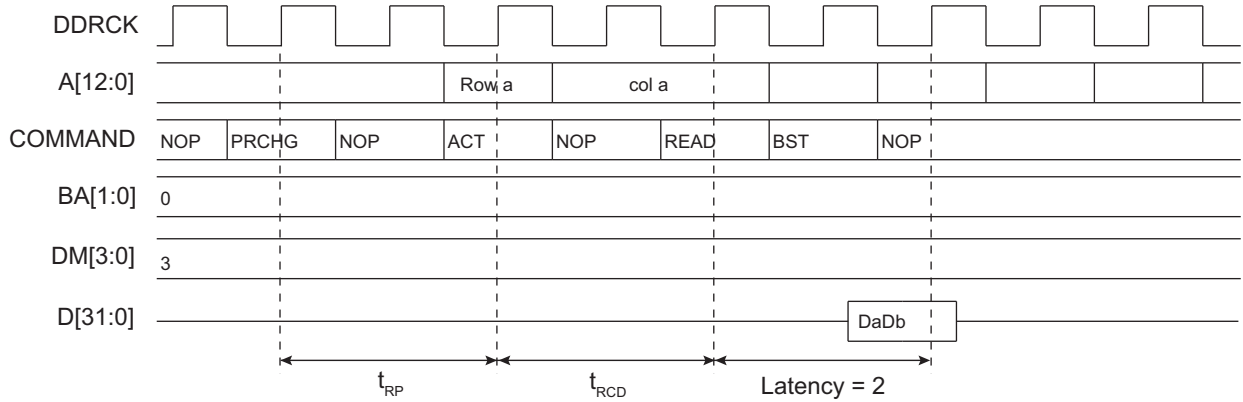 DDRCK
A[12:0] Row a col a
COMMAND NOP PRCHG NOP ACT NOP READ BST NOP
BA[1:0] 0
DM[3:0] 3
D[31:0] DaDb
tRP tRCD Latency = 2